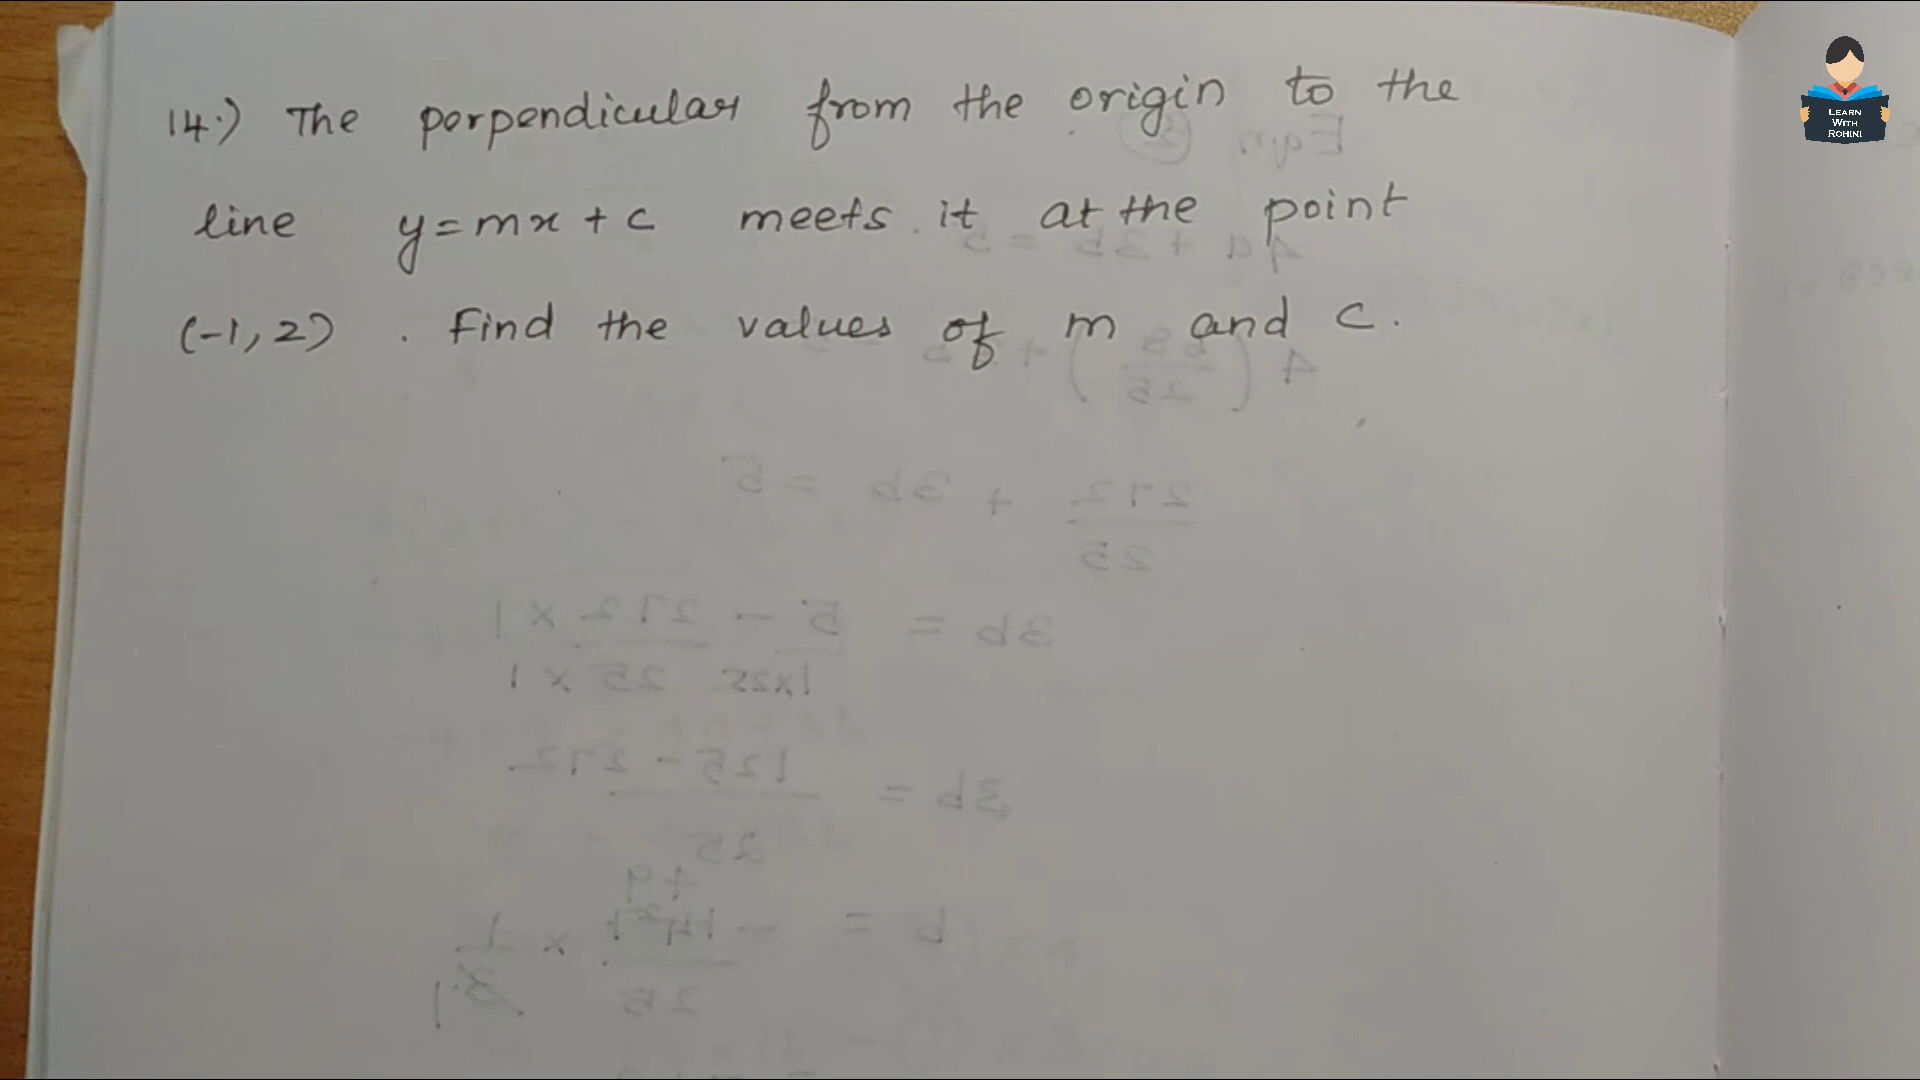 14.) The perpendicular from the origin to the
line y=mx+c meets it at the point
(-1,2). Find the values of m and c.
LEARN
WITH
ROHINI